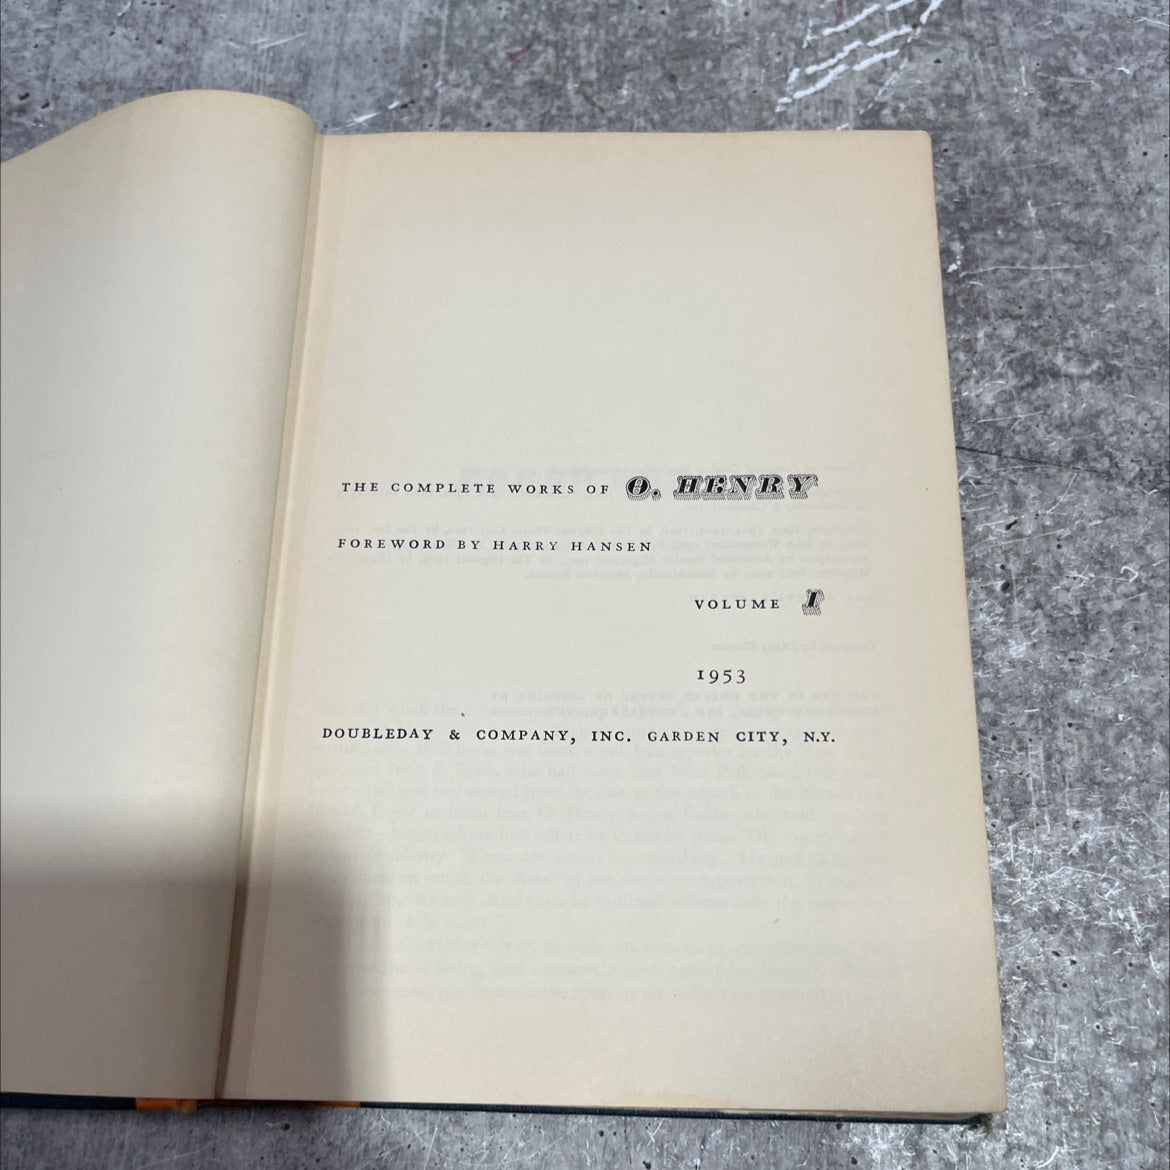 THE COMPLETE WORKS OF O. HENRY
FOREWORD BY HARRY HANSEN
VOLUME I
1953
DOUBLEDAY & COMPANY, INC. GARDEN CITY, N.Y.